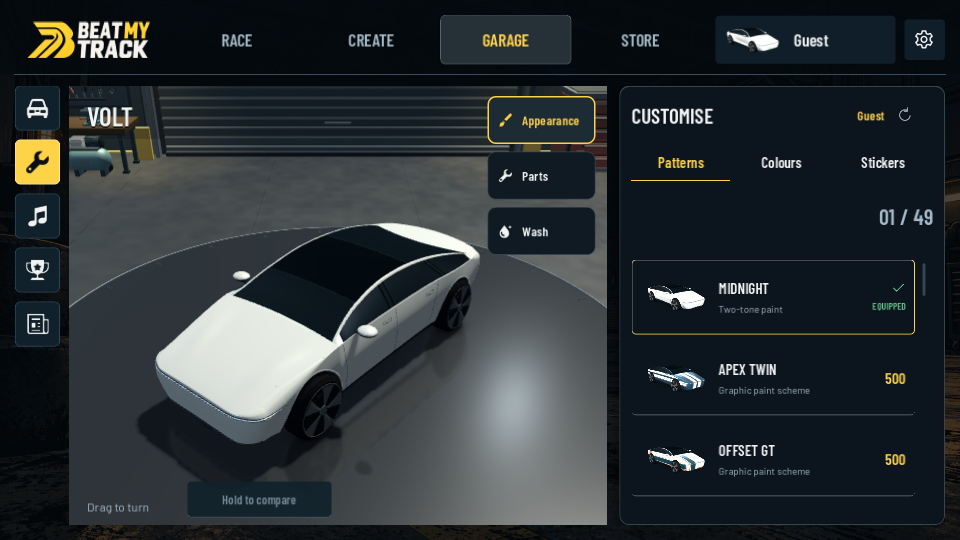 BEAT MY
TRACK
RACE
CREATE
GARAGE
STORE
Guest
VOLT
Appearance
Parts
Wash
Drag to turn
Hold to compare
CUSTOMISE
Guest
Patterns
Colours
Stickers
01 / 49
MIDNIGHT
Two-tone paint
EQUIPPED
APEX TWIN
Graphic paint scheme
500
OFFSET GT
Graphic paint scheme
500